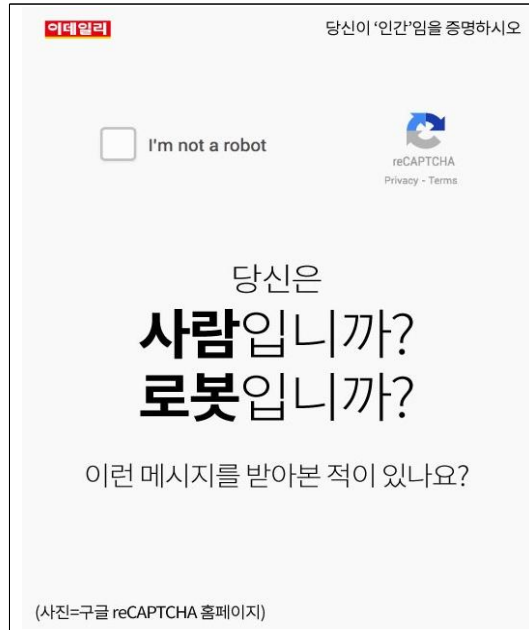 이데일리
당신이 ‘인간’임을 증명하시오
I'm not a robot
reCAPTCHA
Privacy - Terms
당신은
사람입니까?
로봇입니까?
이런 메시지를 받아본 적이 있나요?
(사진=구글 reCAPTCHA 홈페이지)